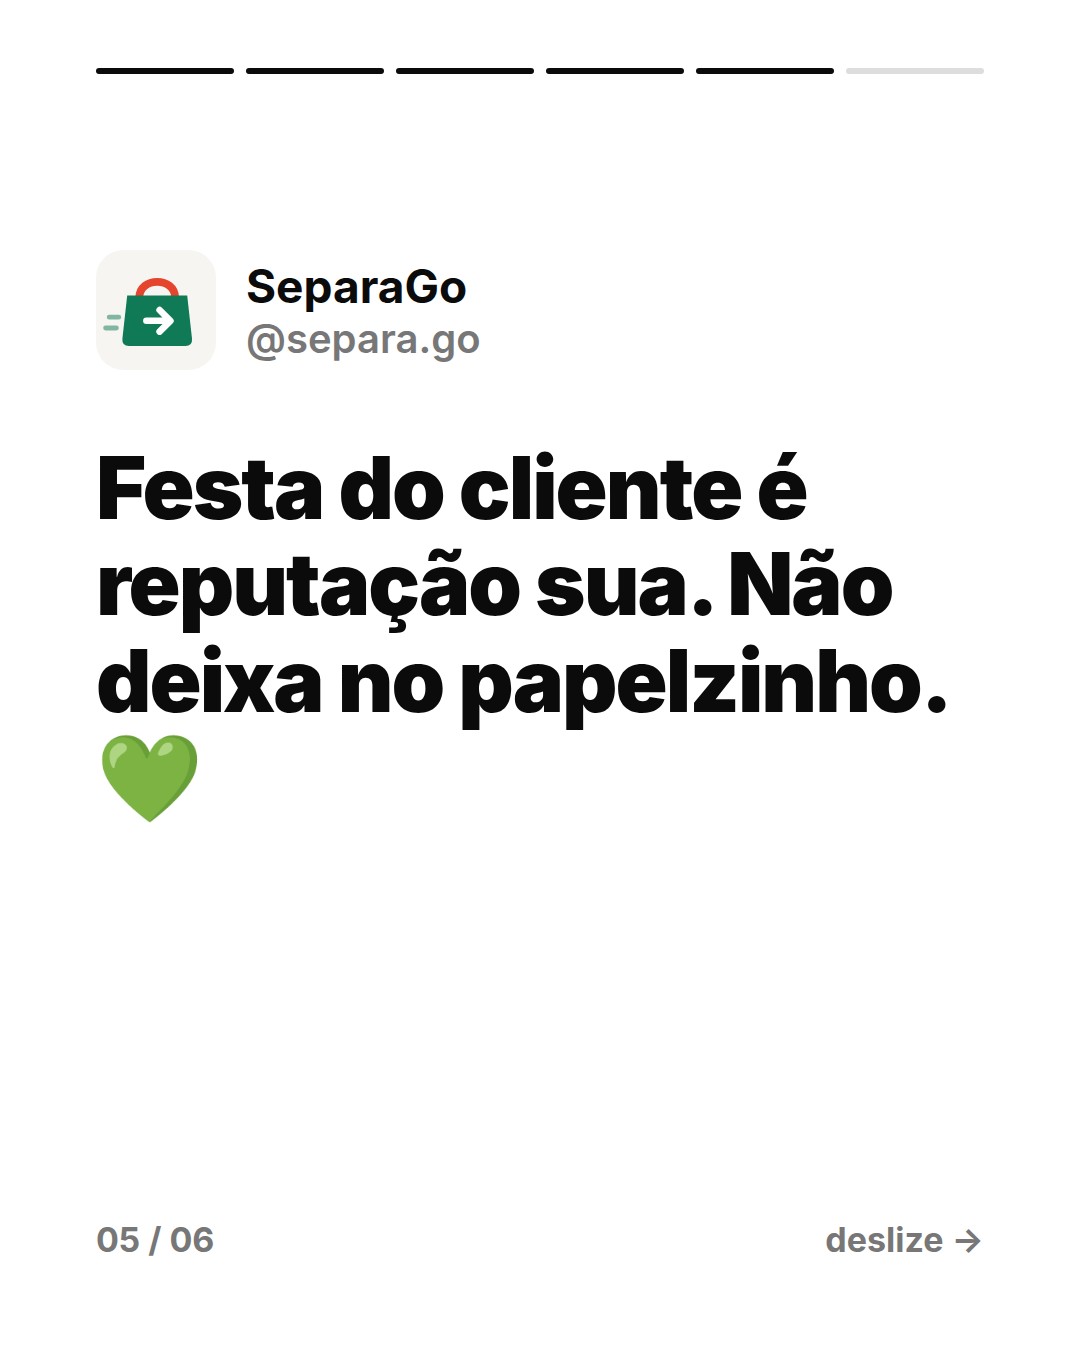 SeparaGo
@separa.go
Festa do cliente é
reputação sua. Não
deixa no papelzinho.
💚
05 / 06
deslize →